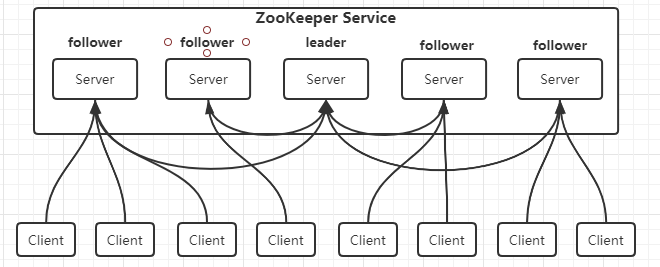 ZooKeeper Service
follower
follower
leader
follower
follower
Server
Server
Server
Server
Server
Client
Client
Client
Client
Client
Client
Client
Client